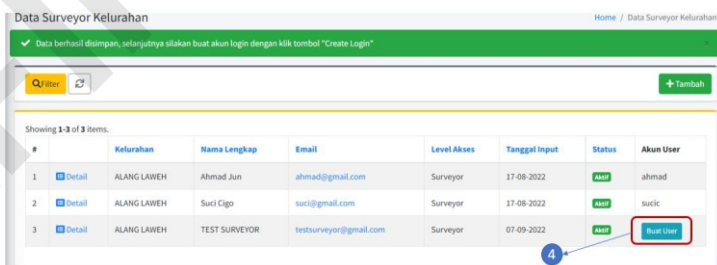 Data Surveyor Kelurahan
Home / Data Surveyor Kelurahan
Data berhasil disimpan, selanjutnya silakan buat akun login dengan klik tombol "Create Login"
×
Filter
+ Tambah
Showing 1-3 of 3 items.
# Kelurahan Nama Lengkap Email Level Akses Tanggal Input Status Akun User
1 Detail ALANG LAWEH Ahmad Jun ahmad@gmail.com Surveyor 17-08-2022 Aktif ahmad
2 Detail ALANG LAWEH Suci Cigo suci@gmail.com Surveyor 17-08-2022 Aktif sucic
3 Detail ALANG LAWEH TEST SURVEYOR testsurveyor@gmail.com Surveyor 07-09-2022 Aktif Buat User
4